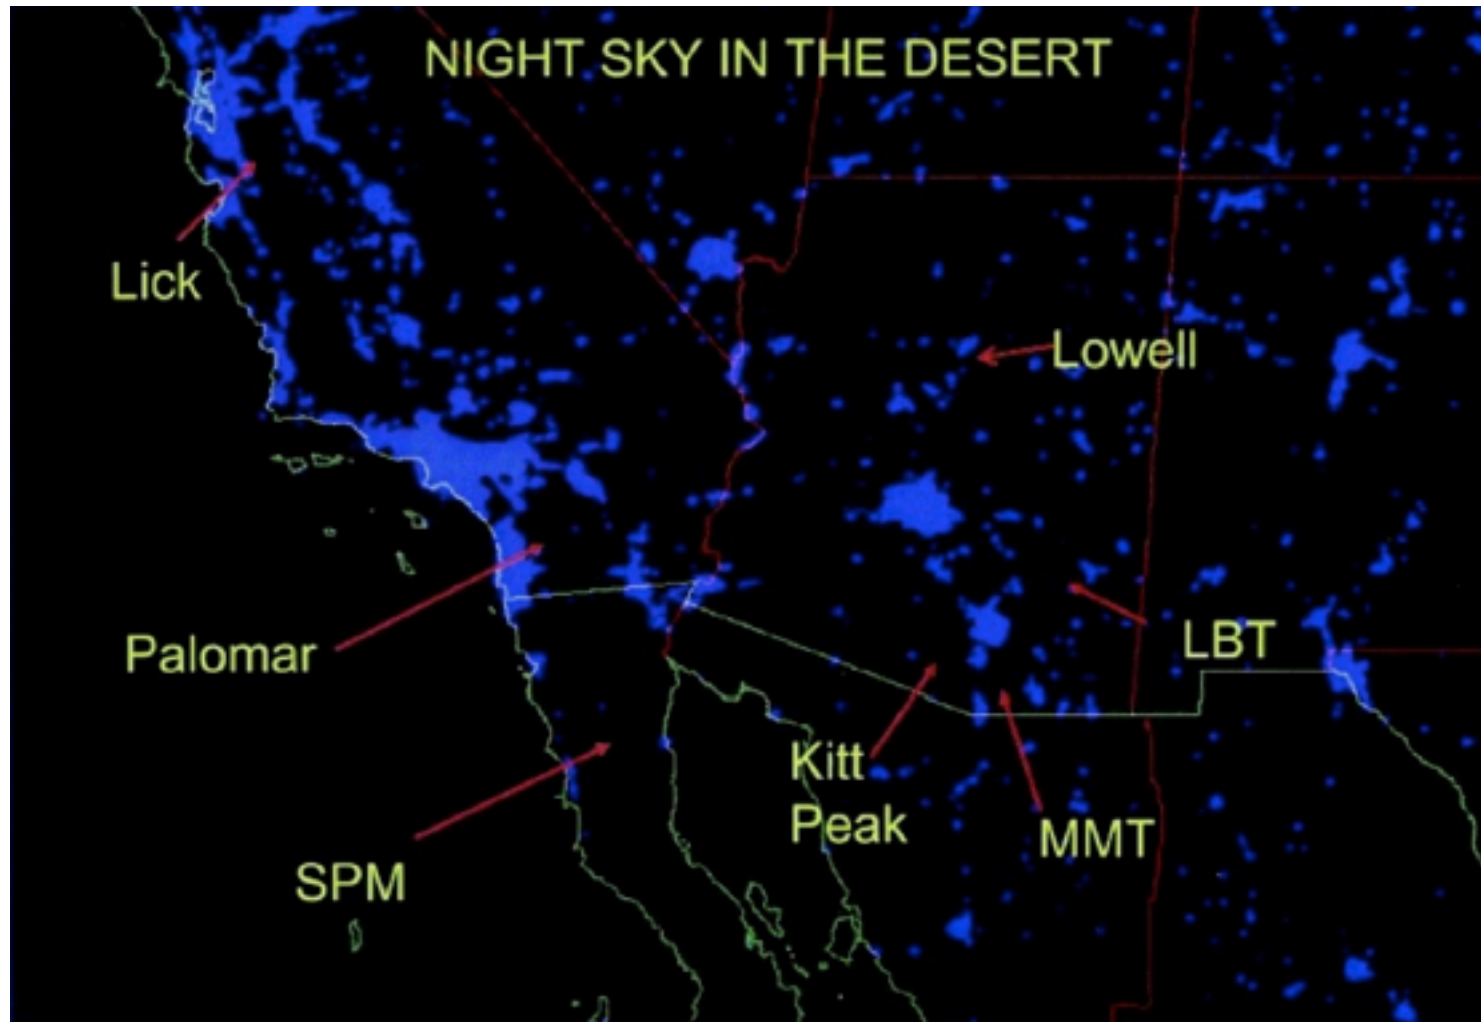 NIGHT SKY IN THE DESERT
Lick
Lowell
Palomar
LBT
Kitt
Peak
MMT
SPM